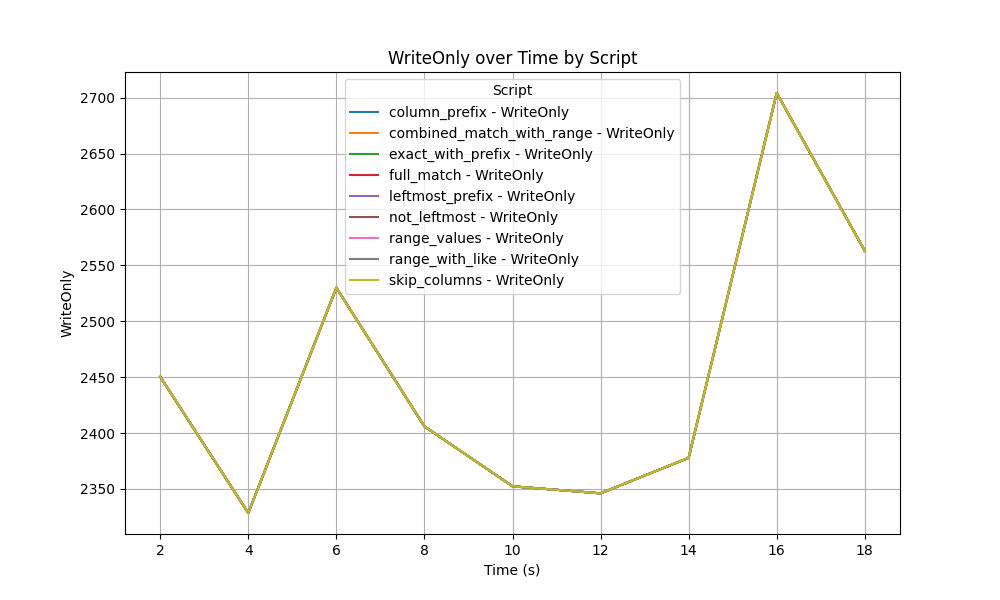 WriteOnly over Time by Script
Script
column_prefix - WriteOnly
combined_match_with_range - WriteOnly
exact_with_prefix - WriteOnly
full_match - WriteOnly
leftmost_prefix - WriteOnly
not_leftmost - WriteOnly
range_values - WriteOnly
range_with_like - WriteOnly
skip_columns - WriteOnly
WriteOnly
2700
2650
2600
2550
2500
2450
2400
2350
2 4 6 8 10 12 14 16 18
Time (s)